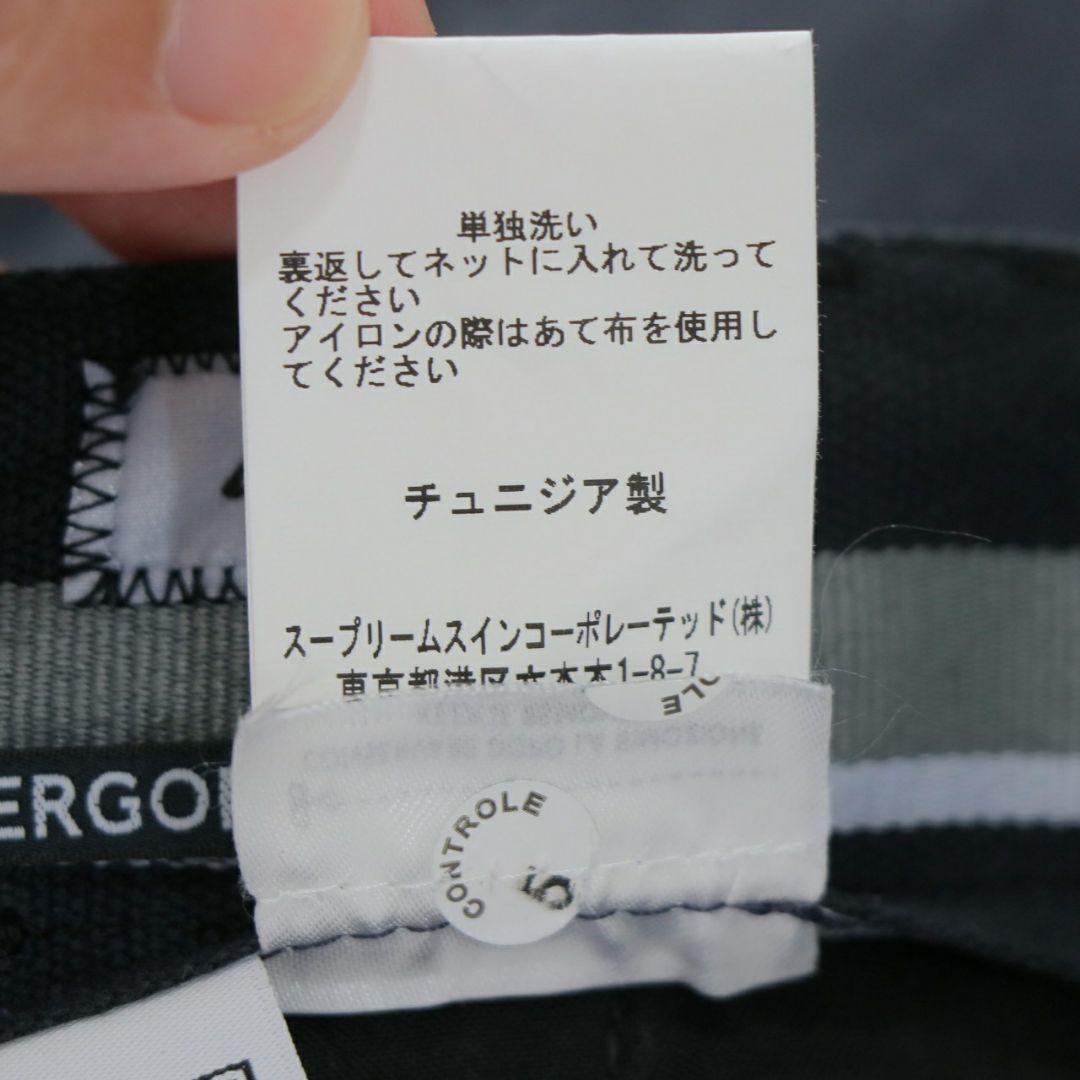 単独洗い
裏返してネットに入れて洗って
ください
アイロンの際はあて布を使用し
てください
チュニジア製
スープリームスインコーポレーテッド(株)
東京都港区六本木1-8-7
OLE
ERGO
CONTROLE
5